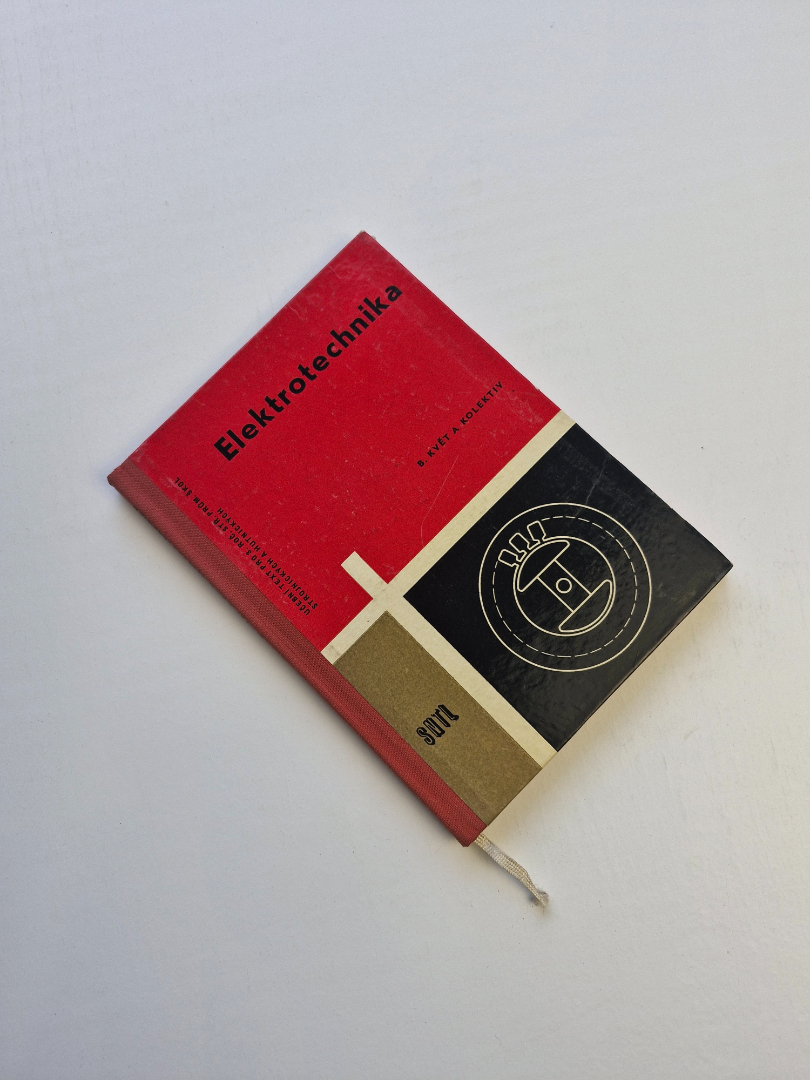 Elektrotechnika
B. KVĚT A KOLEKTIV
UČEBNÍ TEXT PRO 3. ROČ. STŘ. PRŮM. ŠKOL
STROJNICKÝCH A HUTNICKÝCH
SNTL